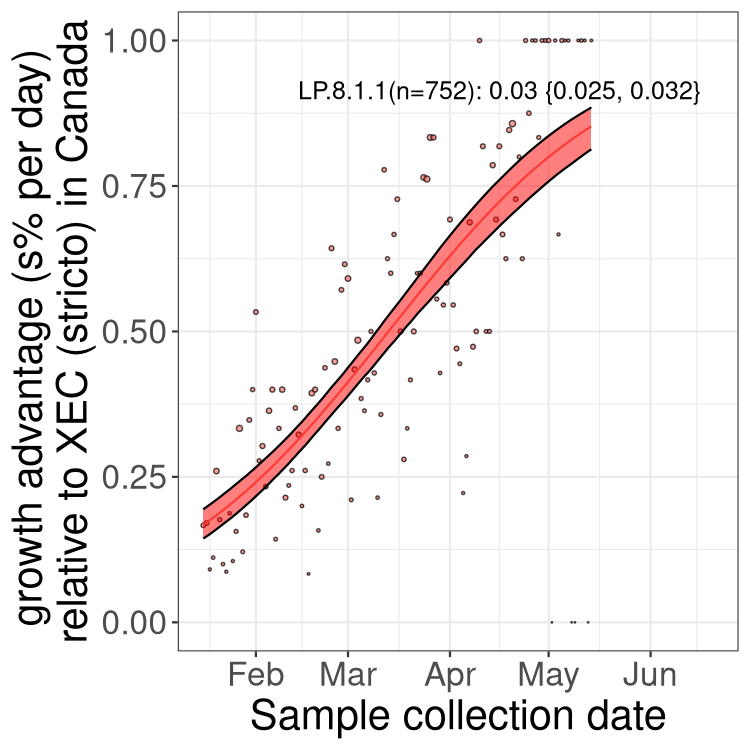 growth advantage (s% per day)
relative to XEC (stricto) in Canada
1.00
0.75
0.50
0.25
0.00
LP.8.1.1(n=752): 0.03 {0.025, 0.032}
Feb Mar Apr May Jun
Sample collection date